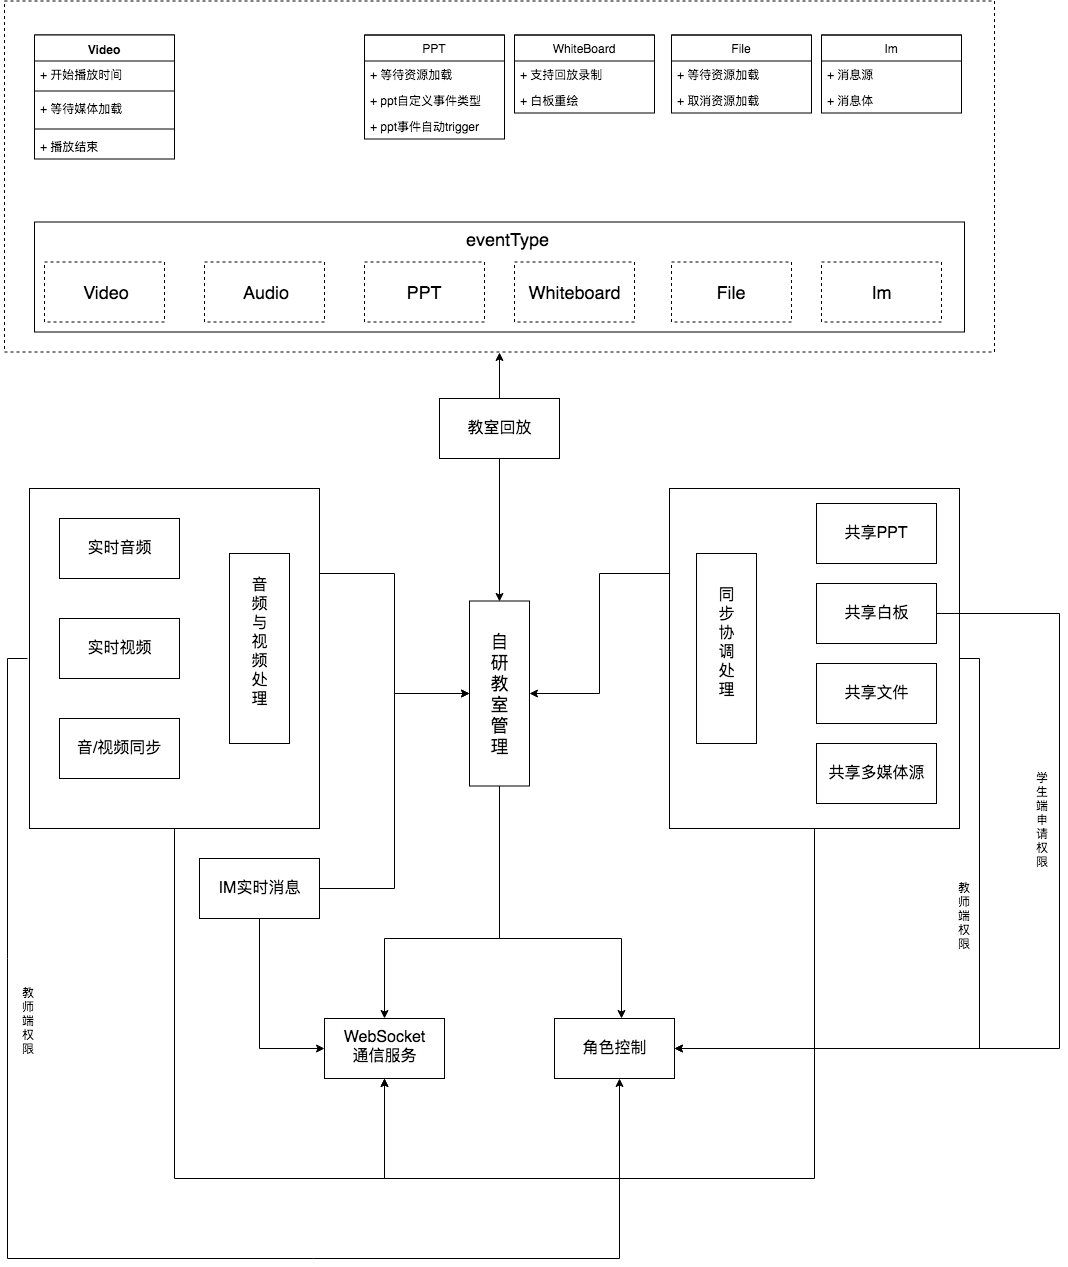 Video
+ 开始播放时间
+ 等待媒体加载
+ 播放结束
PPT
+ 等待资源加载
+ ppt自定义事件类型
+ ppt事件自动trigger
WhiteBoard
+ 支持回放录制
+ 白板重绘
File
+ 等待资源加载
+ 取消资源加载
Im
+ 消息源
+ 消息体
eventType
Video
Audio
PPT
Whiteboard
File
Im
教室回放
实时音频
实时视频
音/视频同步
音频与视频处理
自研教室管理
同步协调处理
共享PPT
共享白板
共享文件
共享多媒体源
IM实时消息
学生端申请权限
教师端权限
教师端权限
WebSocket
通信服务
角色控制